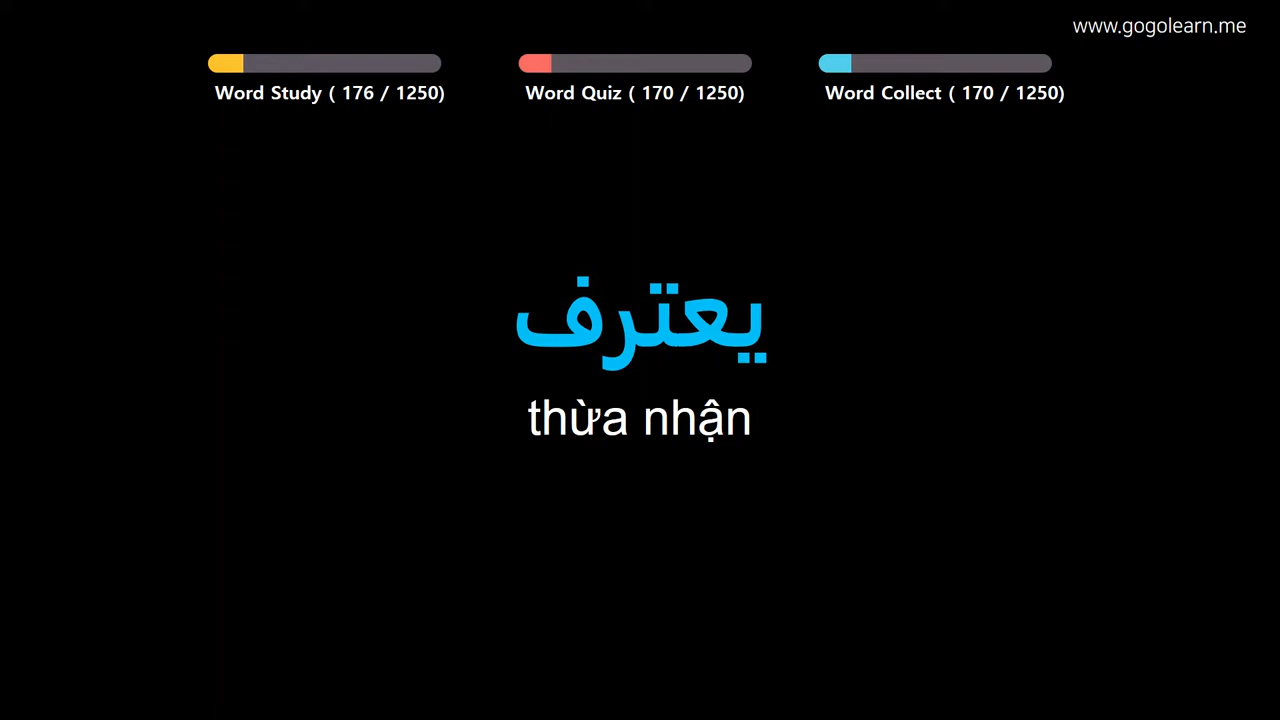 www.gogolearn.me
Word Study ( 176 / 1250)
Word Quiz ( 170 / 1250)
Word Collect ( 170 / 1250)
يعترف
thừa nhận